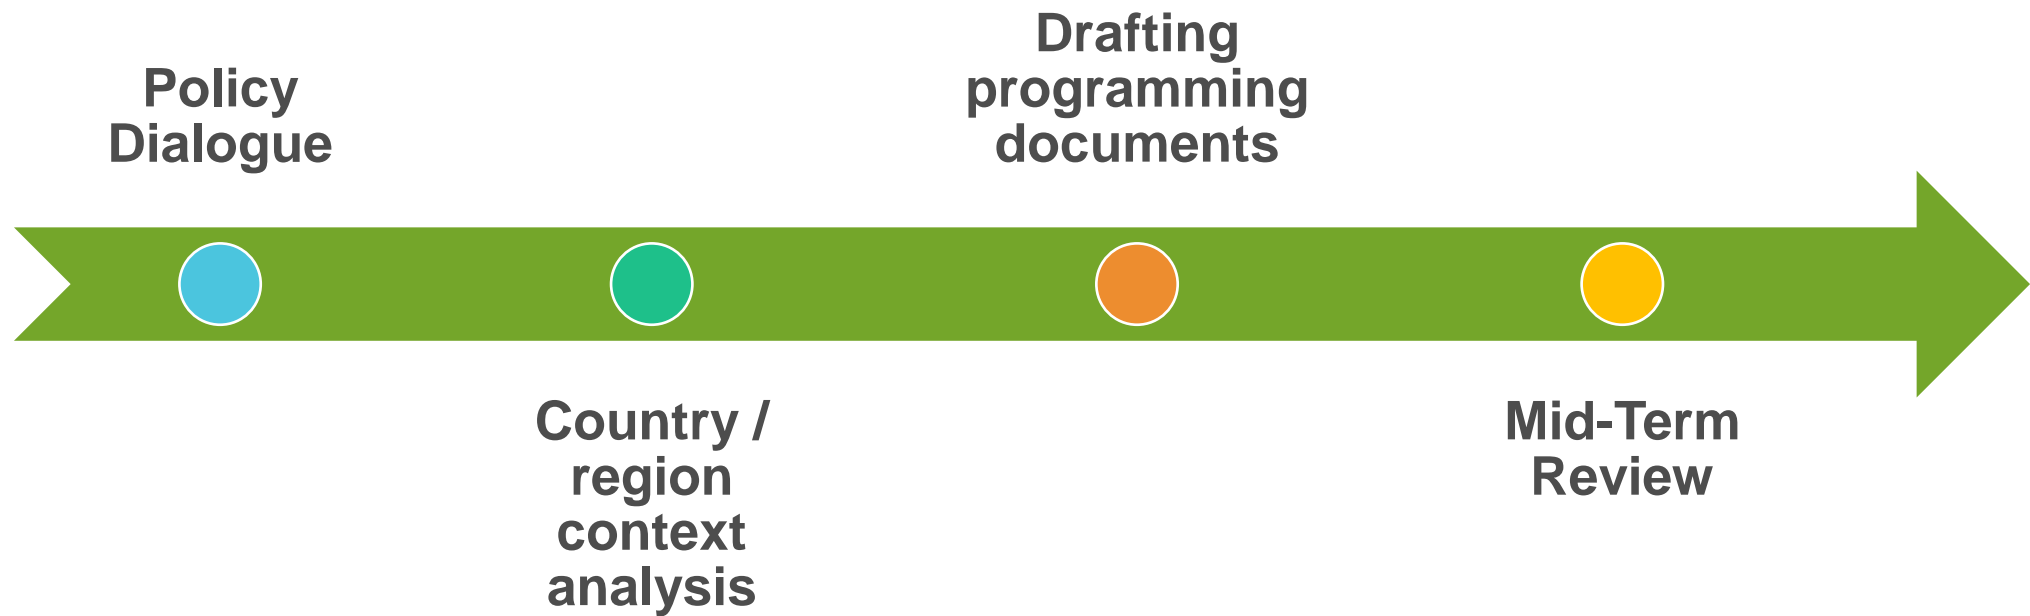 Policy
Dialogue
Country /
region
context
analysis
Drafting
programming
documents
Mid-Term
Review